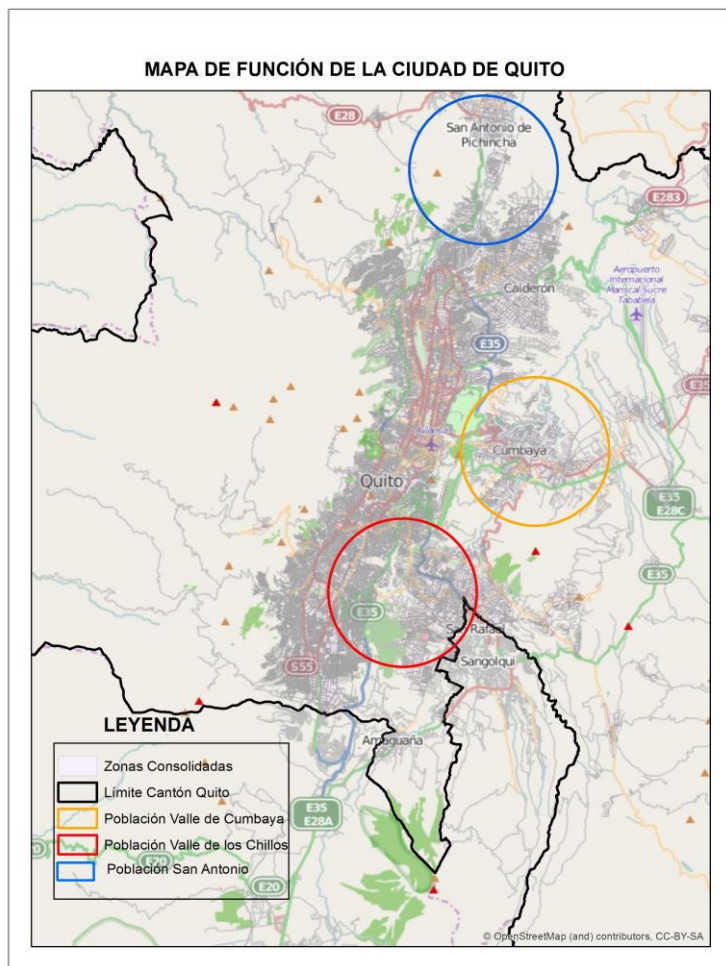 MAPA DE FUNCIÓN DE LA CIUDAD DE QUITO
E28
San Antonio de
Pichincha
E283
Aeropuerto
Internacional
Mariscal Sucre
Tababela
Calderón
E35
E35
Cumbaya
Quito
E35
E28C
E35
E35
San Rafael
Sangolqui
S55
LEYENDA
Zonas Consolidadas
Límite Cantón Quito
Población Valle de Cumbaya
Población Valle de los Chillos
Población San Antonio
Amaguaña
E35
E28A
E20
E20
© OpenStreetMap (and) contributors, CC-BY-SA